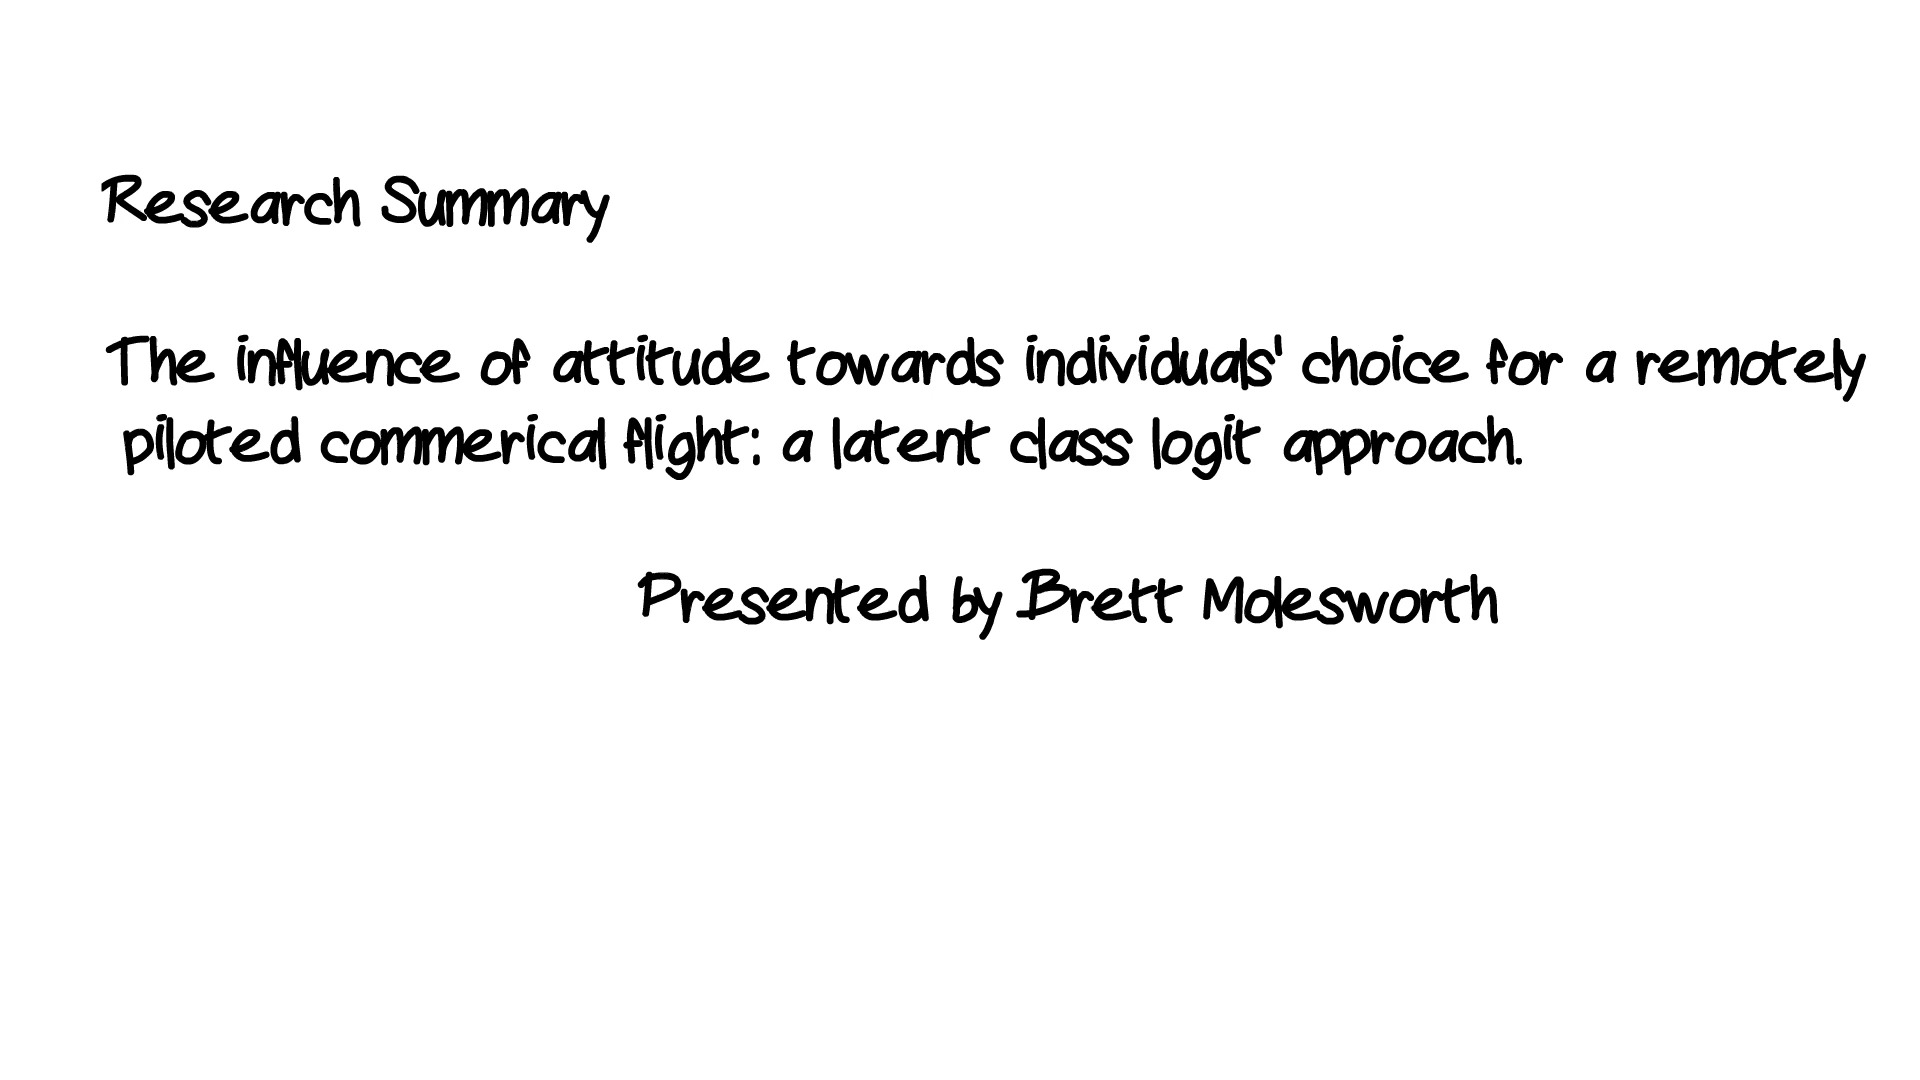 Research Summary
The influence of attitude towards individuals' choice for a remotely
piloted commerical flight: a latent class logit approach.
Presented by Brett Molesworth